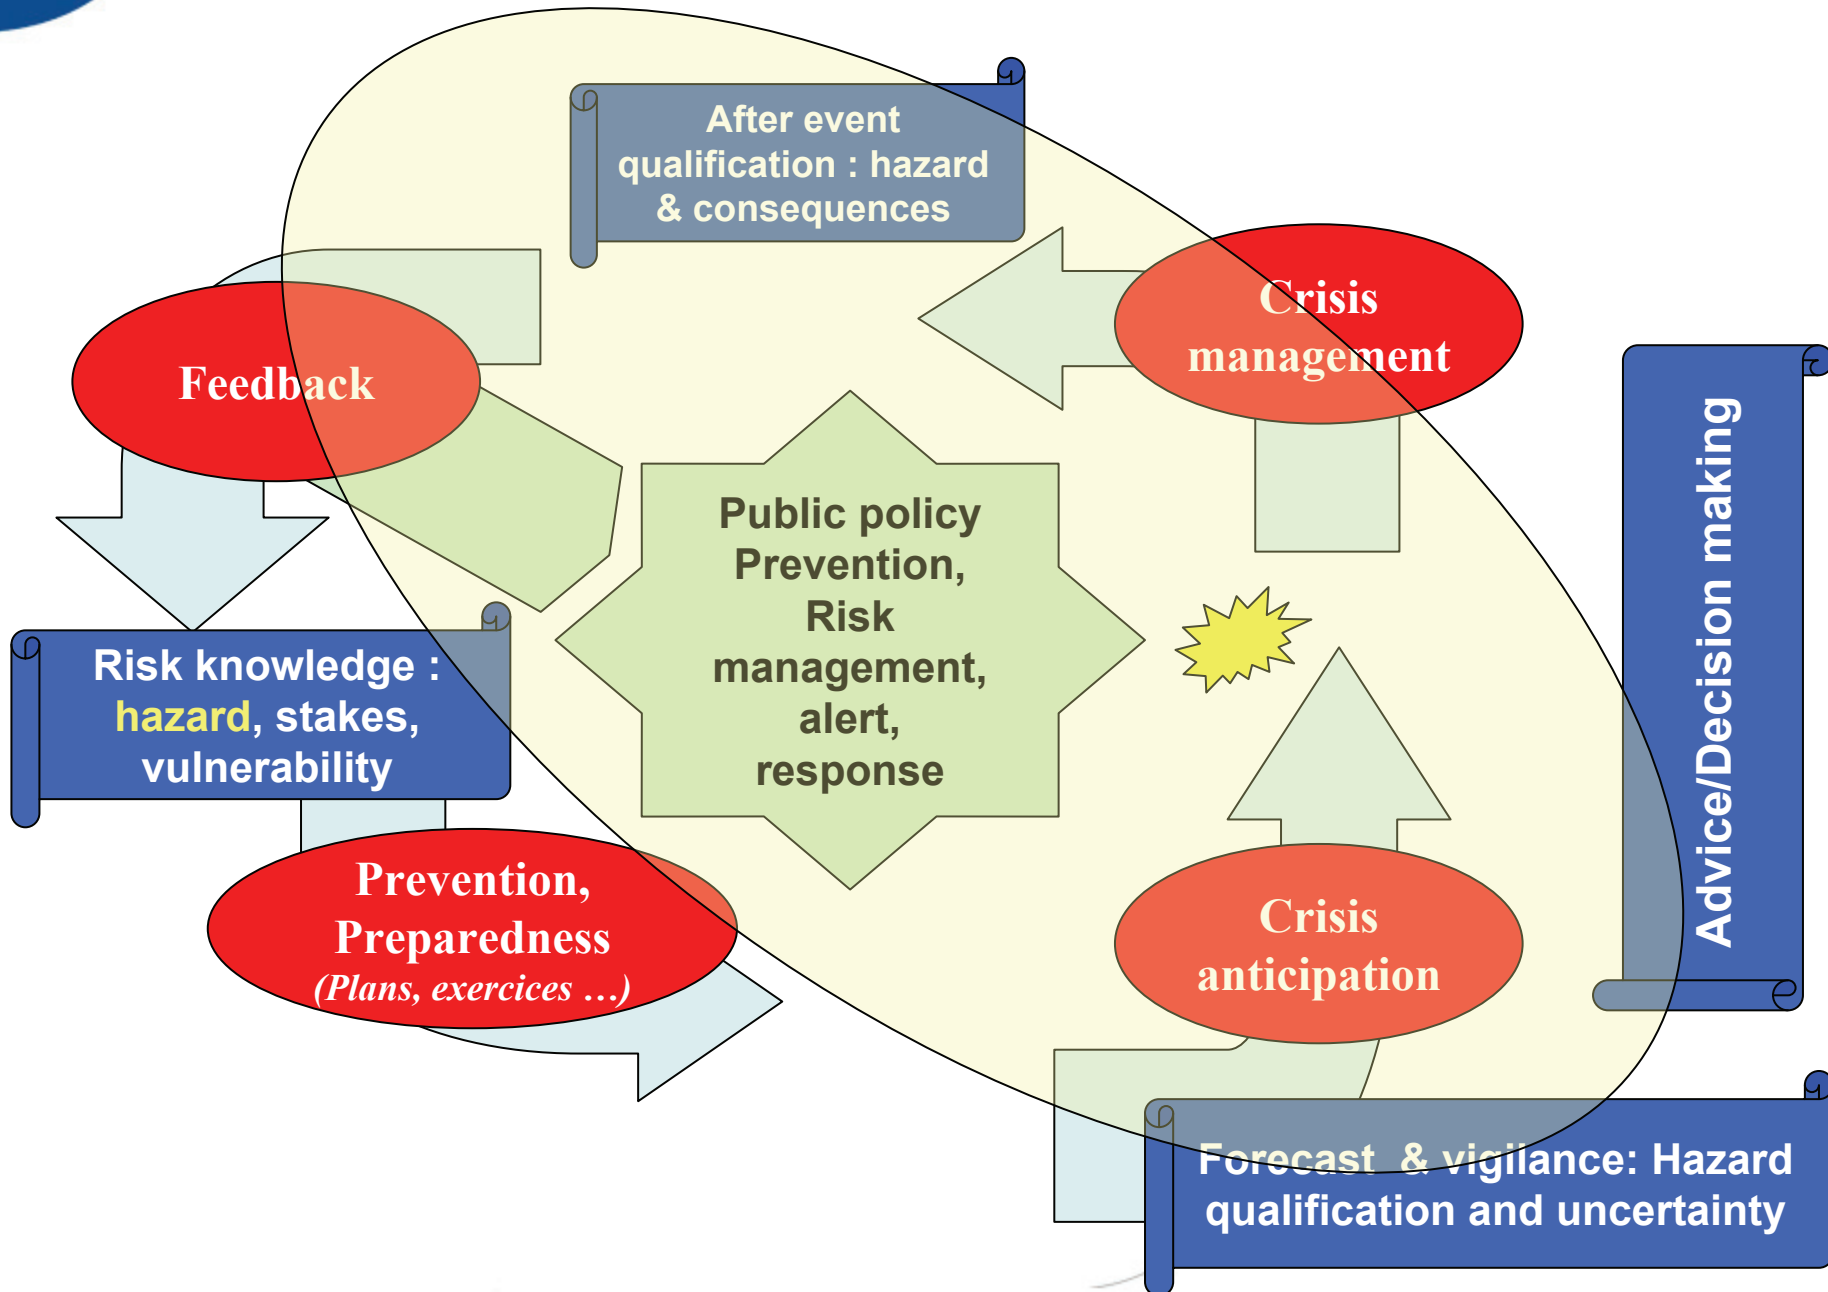 After event
qualification : hazard
& consequences
Crisis
management
Feedback
Advice/Decision making
Public policy
Prevention,
Risk
management,
alert,
response
Risk knowledge :
hazard, stakes,
vulnerability
Prevention,
Preparedness
(Plans, exercices …)
Crisis
anticipation
Forecast & vigilance: Hazard
qualification and uncertainty